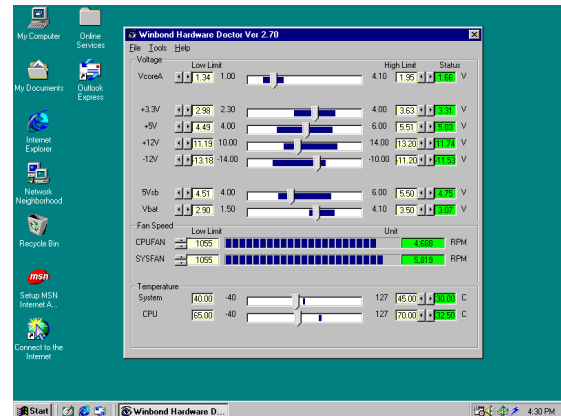 My Computer
Online Services
My Documents
Outlook Express
Internet Explorer
Network Neighborhood
Recycle Bin
Setup MSN Internet A...
Connect to the Internet
msn
Winbond Hardware Doctor Ver 2.70
File Tools Help
Voltage
Low Limit High Limit Status
VcoreA 1.34 1.00 4.10 1.95 1.66 V
+3.3V 2.98 2.30 4.00 3.63 3.31 V
+5V 4.49 4.00 6.00 5.51 5.03 V
+12V 11.19 10.00 14.00 13.20 11.74 V
-12V -13.18 -14.00 -10.00 -11.20 -11.53 V
5Vsb 4.51 4.00 6.00 5.50 4.75 V
Vbat 2.90 1.50 4.10 3.50 3.07 V
Fan Speed
Low Limit Unit
CPUFAN 1055 4,688 RPM
SYSFAN 1055 5,819 RPM
Temperature
System 40.00 -40 127 45.00 30.00 C
CPU 65.00 -40 127 70.00 32.50 C
Start
Winbond Hardware D...
4:30 PM